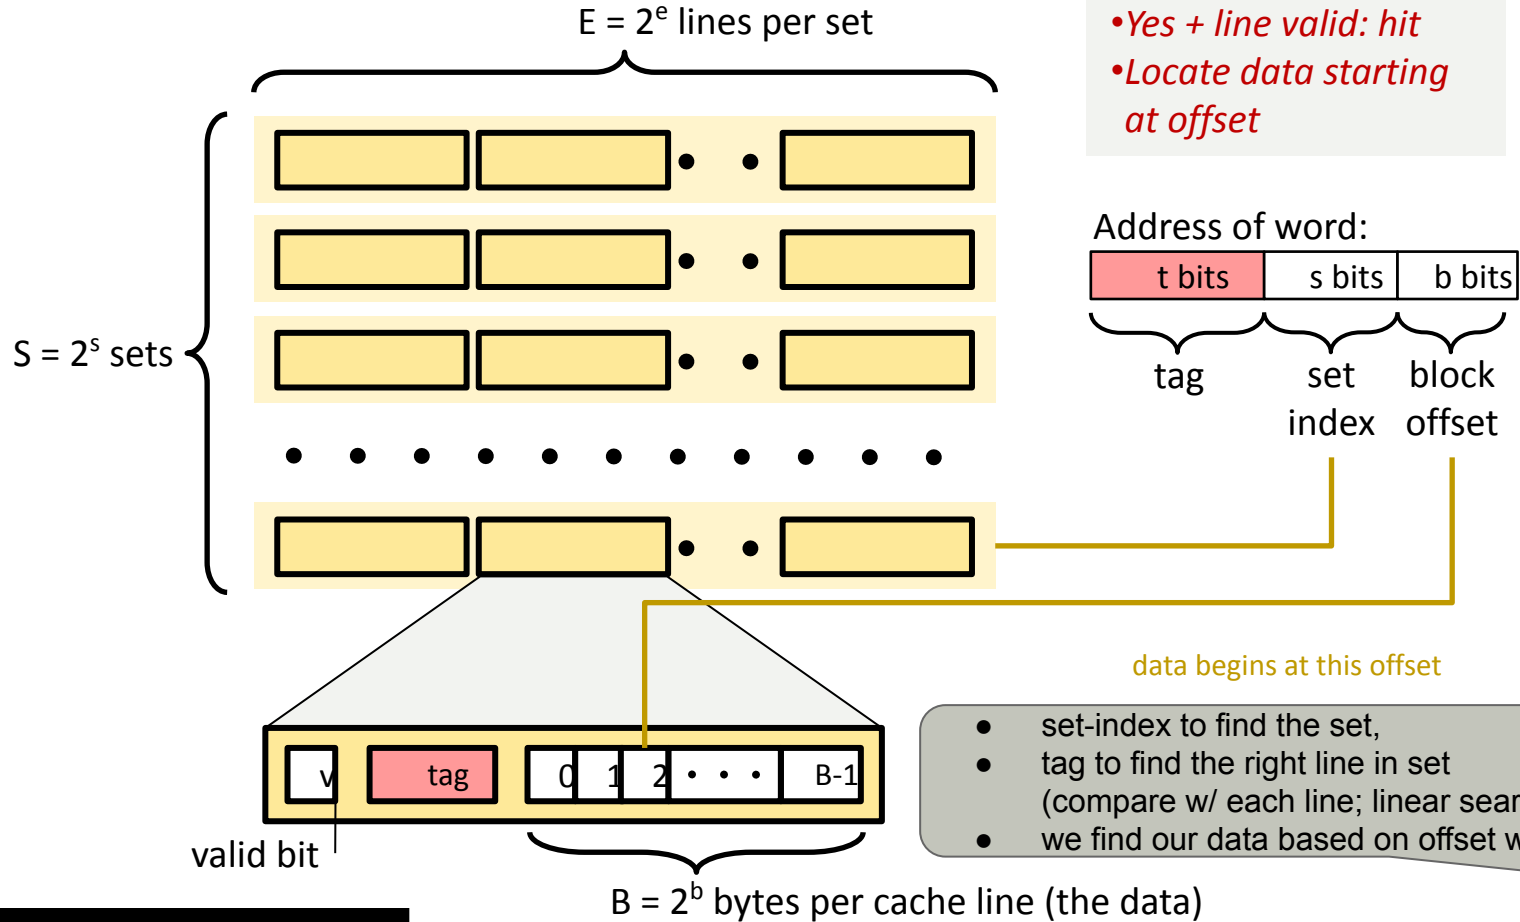 E = 2^e lines per set
•Yes + line valid: hit
•Locate data starting
at offset
Address of word:
t bits s bits b bits
S = 2^s sets
tag set block
index offset
data begins at this offset
● set-index to find the set,
● tag to find the right line in set
(compare w/ each line; linear sear
● we find our data based on offset w
v tag 0 1 2 • • • B-1
valid bit
B = 2^b bytes per cache line (the data)